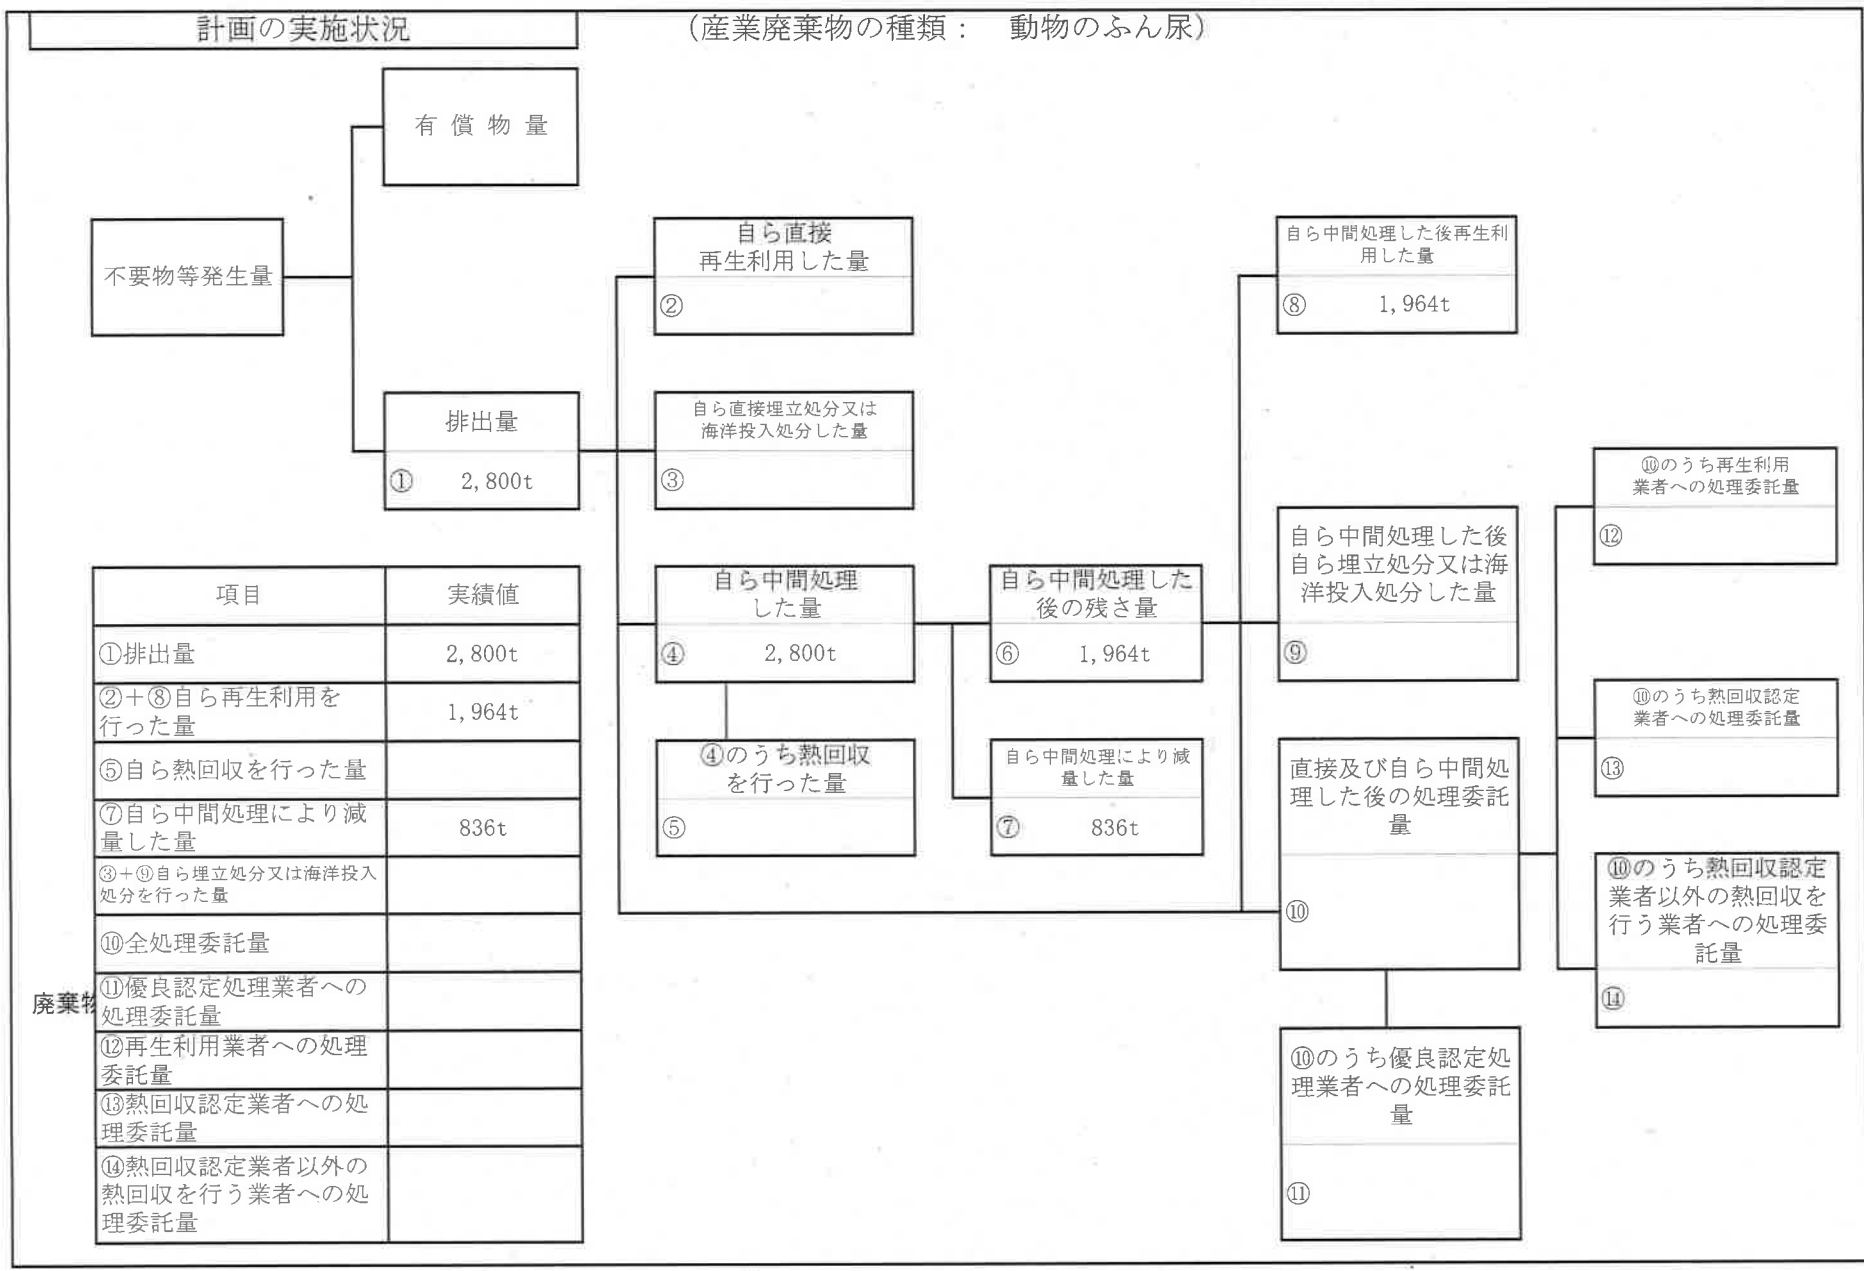 計画の実施状況
（産業廃棄物の種類： 動物のふん尿）
有 償 物 量
不要物等発生量
自ら直接
再生利用した量
②
自ら中間処理した後再生利
用した量
⑧ 1,964t
排出量
① 2,800t
自ら直接埋立処分又は
海洋投入処分した量
③
⑩のうち再生利用
業者への処理委託量
⑫
自ら中間処理した後
自ら埋立処分又は海
洋投入処分した量
⑨
自ら中間処理
した量
④ 2,800t
自ら中間処理した
後の残さ量
⑥ 1,964t
④のうち熱回収
を行った量
⑤
自ら中間処理により減
量した量
⑦ 836t
⑩のうち熱回収認定
業者への処理委託量
⑬
直接及び自ら中間処
理した後の処理委託
量
⑩
⑩のうち熱回収認定
業者以外の熱回収を
行う業者への処理委
託量
⑭
⑩のうち優良認定処
理業者への処理委託
量
⑪
項目 実績値
①排出量 2,800t
②＋⑧自ら再生利用を
行った量 1,964t
⑤自ら熱回収を行った量
⑦自ら中間処理により減
量した量 836t
③＋⑨自ら埋立処分又は海洋投入
処分を行った量
⑩全処理委託量
廃棄物
⑪優良認定処理業者への
処理委託量
⑫再生利用業者への処理
委託量
⑬熱回収認定業者への処
理委託量
⑭熱回収認定業者以外の
熱回収を行う業者への処
理委託量